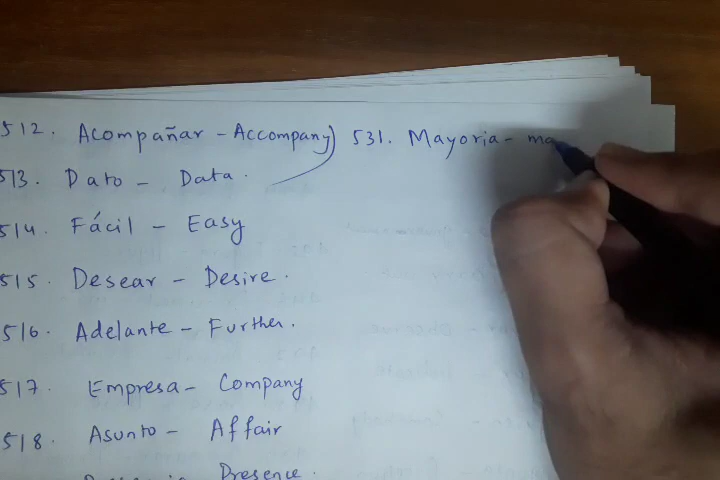 512. Acompañar - Accompany
513. Dato - Data.
514. Fácil - Easy
515. Desear - Desire.
516. Adelante - Further.
517. Empresa - Company
518. Asunto - Affair
Presence.
531. Mayoria - ma